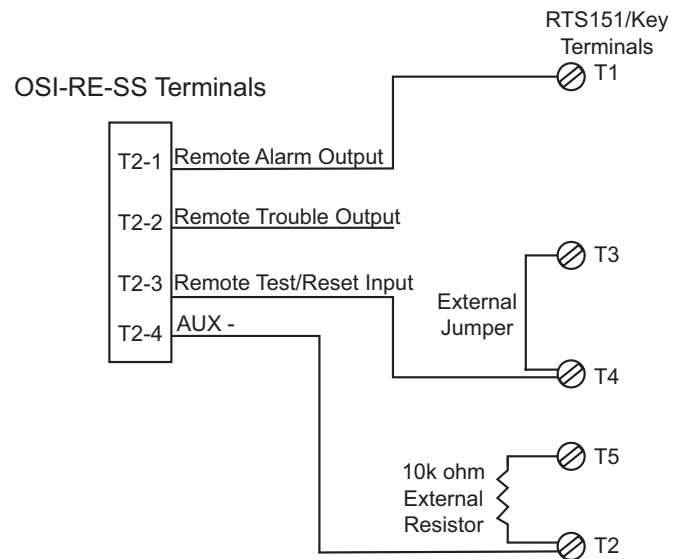 RTS151/Key
Terminals
T1
OSI-RE-SS Terminals
T2-1 Remote Alarm Output
T2-2 Remote Trouble Output
T3
T2-3 Remote Test/Reset Input
External
Jumper
T2-4 AUX -
T4
T5
10k ohm
External
Resistor
T2